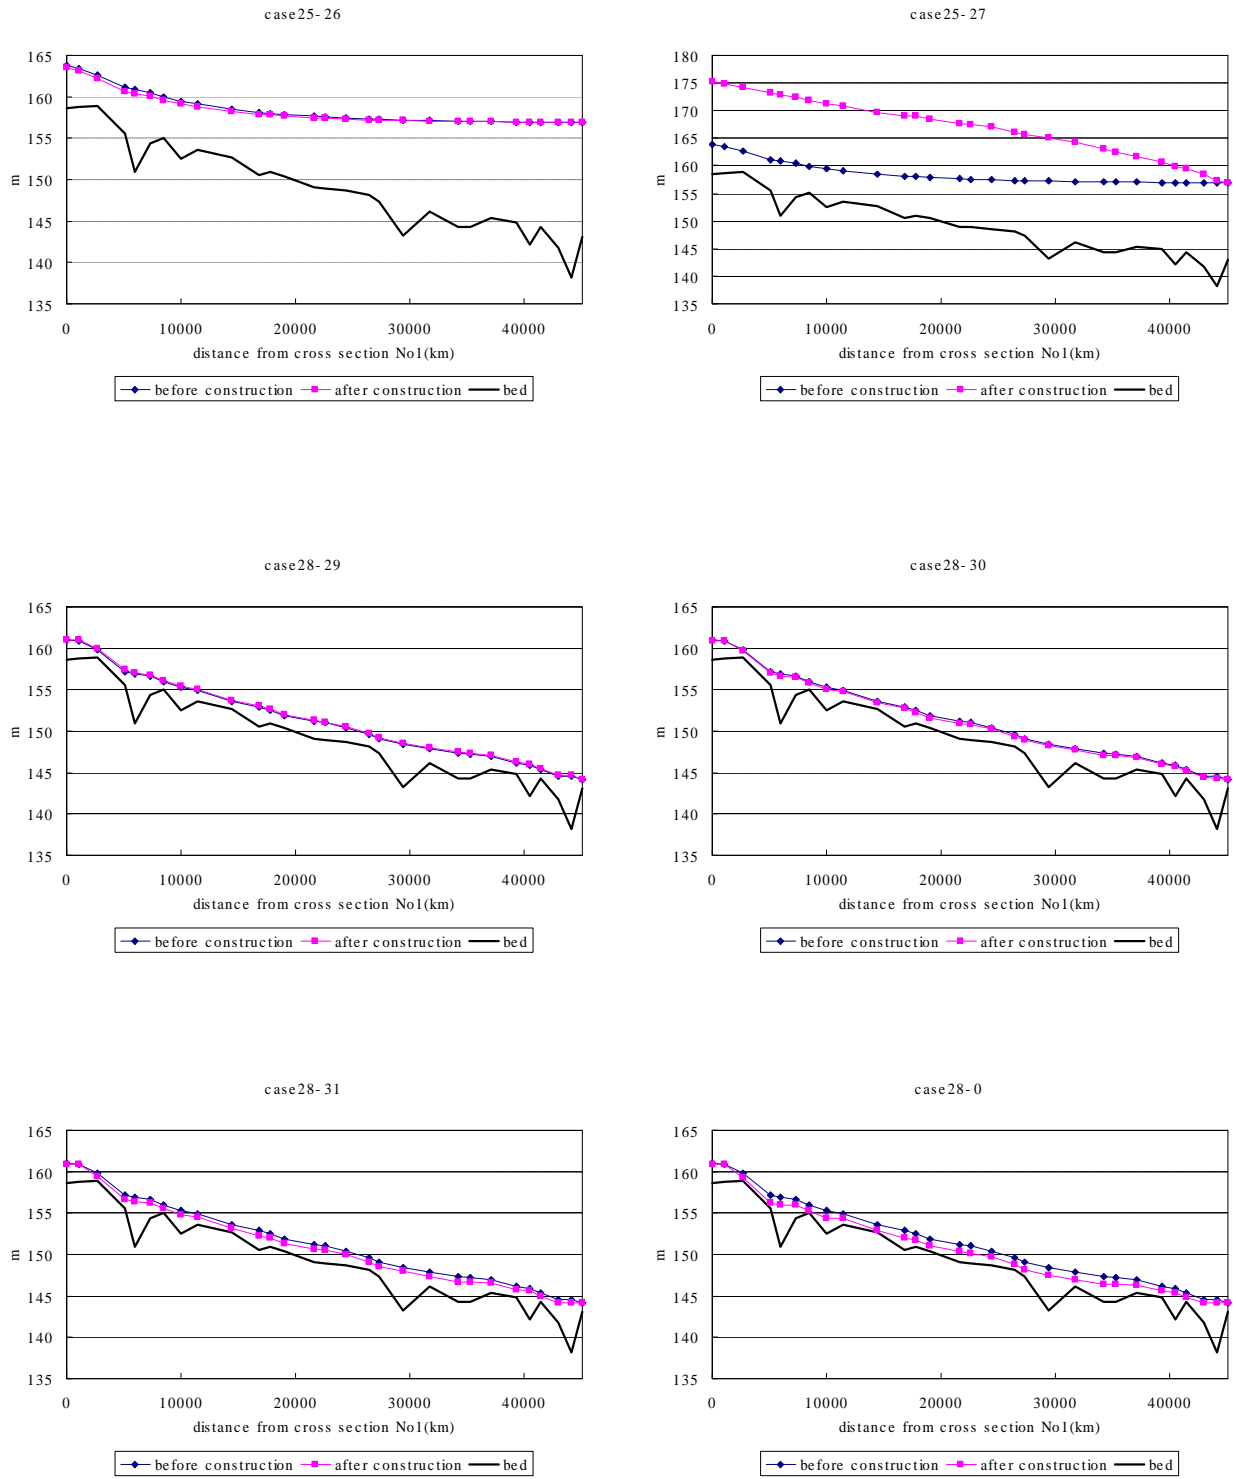 case25-26
165
160
155
150
145
140
135
m
0 10000 20000 30000 40000
distance from cross section No1(km)
before construction after construction bed
case25-27
180
175
170
165
160
155
150
145
140
135
m
0 10000 20000 30000 40000
distance from cross section No1(km)
before construction after construction bed
case28-29
165
160
155
150
145
140
135
m
0 10000 20000 30000 40000
distance from cross section No1(km)
before construction after construction bed
case28-30
165
160
155
150
145
140
135
m
0 10000 20000 30000 40000
distance from cross section No1(km)
before construction after construction bed
case28-31
165
160
155
150
145
140
135
m
0 10000 20000 30000 40000
distance from cross section No1(km)
before construction after construction bed
case28-0
165
160
155
150
145
140
135
m
0 10000 20000 30000 40000
distance from cross section No1(km)
before construction after construction bed